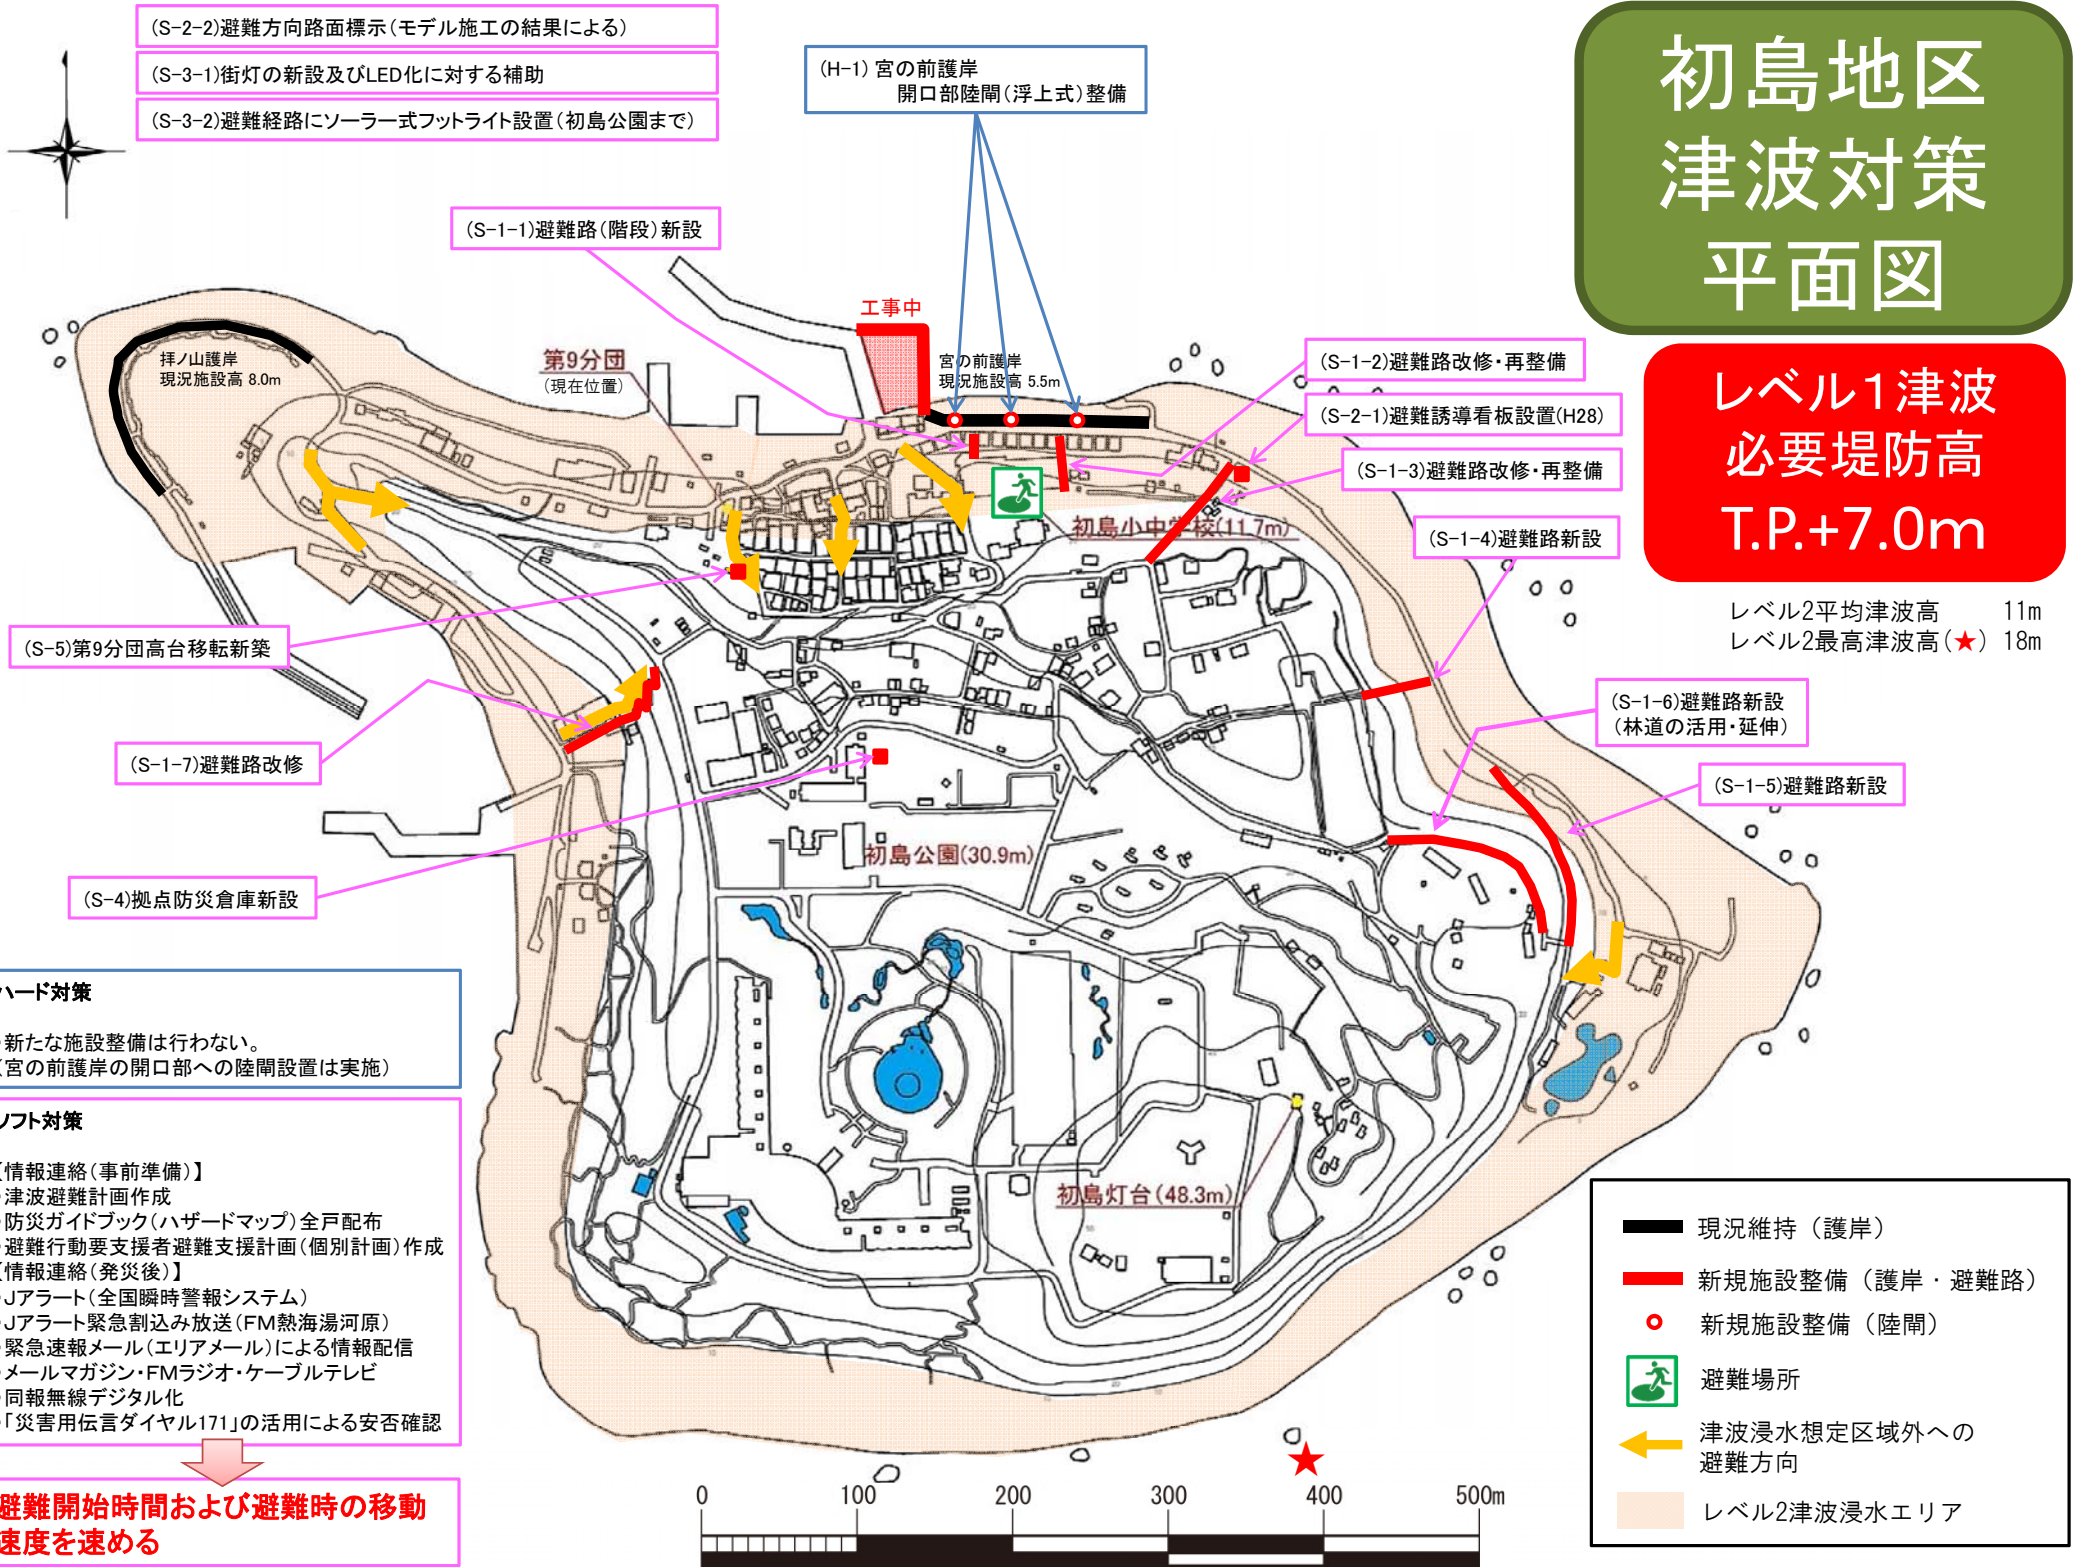 (S-2-2)避難方向路面標示(モデル施工の結果による)
(S-3-1)街灯の新設及びLED化に対する補助
(S-3-2)避難経路にソーラー式フットライト設置(初島公園まで)
(H-1) 宮の前護岸
開口部陸閘(浮上式)整備
初島地区
津波対策
平面図
(S-1-1)避難路(階段)新設
工事中
拝ノ山護岸
現況施設高 8.0m
第9分団
(現在位置)
宮の前護岸
現況施設高 5.5m
(S-1-2)避難路改修・再整備
(S-2-1)避難誘導看板設置(H28)
(S-1-3)避難路改修・再整備
レベル1津波
必要堤防高
T.P.+7.0m
初島小中学校(11.7m)
(S-1-4)避難路新設
レベル2平均津波高 11m
レベル2最高津波高(★) 18m
(S-5)第9分団高台移転新築
(S-1-7)避難路改修
(S-1-6)避難路新設
(林道の活用・延伸)
(S-1-5)避難路新設
初島公園(30.9m)
(S-4)拠点防災倉庫新設
ハード対策
新たな施設整備は行わない。
(宮の前護岸の開口部への陸閘設置は実施)
ソフト対策
【情報連絡(事前準備)】
津波避難計画作成
防災ガイドブック(ハザードマップ)全戸配布
避難行動要支援者避難支援計画(個別計画)作成
【情報連絡(発災後)】
Jアラート(全国瞬時警報システム)
Jアラート緊急割込み放送(FM熱海湯河原)
緊急速報メール(エリアメール)による情報配信
メールマガジン・FMラジオ・ケーブルテレビ
同報無線デジタル化
「災害用伝言ダイヤル171」の活用による安否確認
避難開始時間および避難時の移動
速度を速める
初島灯台(48.3m)
現況維持(護岸)
新規施設整備(護岸・避難路)
新規施設整備(陸閘)
避難場所
津波浸水想定区域外への
避難方向
レベル2津波浸水エリア
0 100 200 300 400 500m